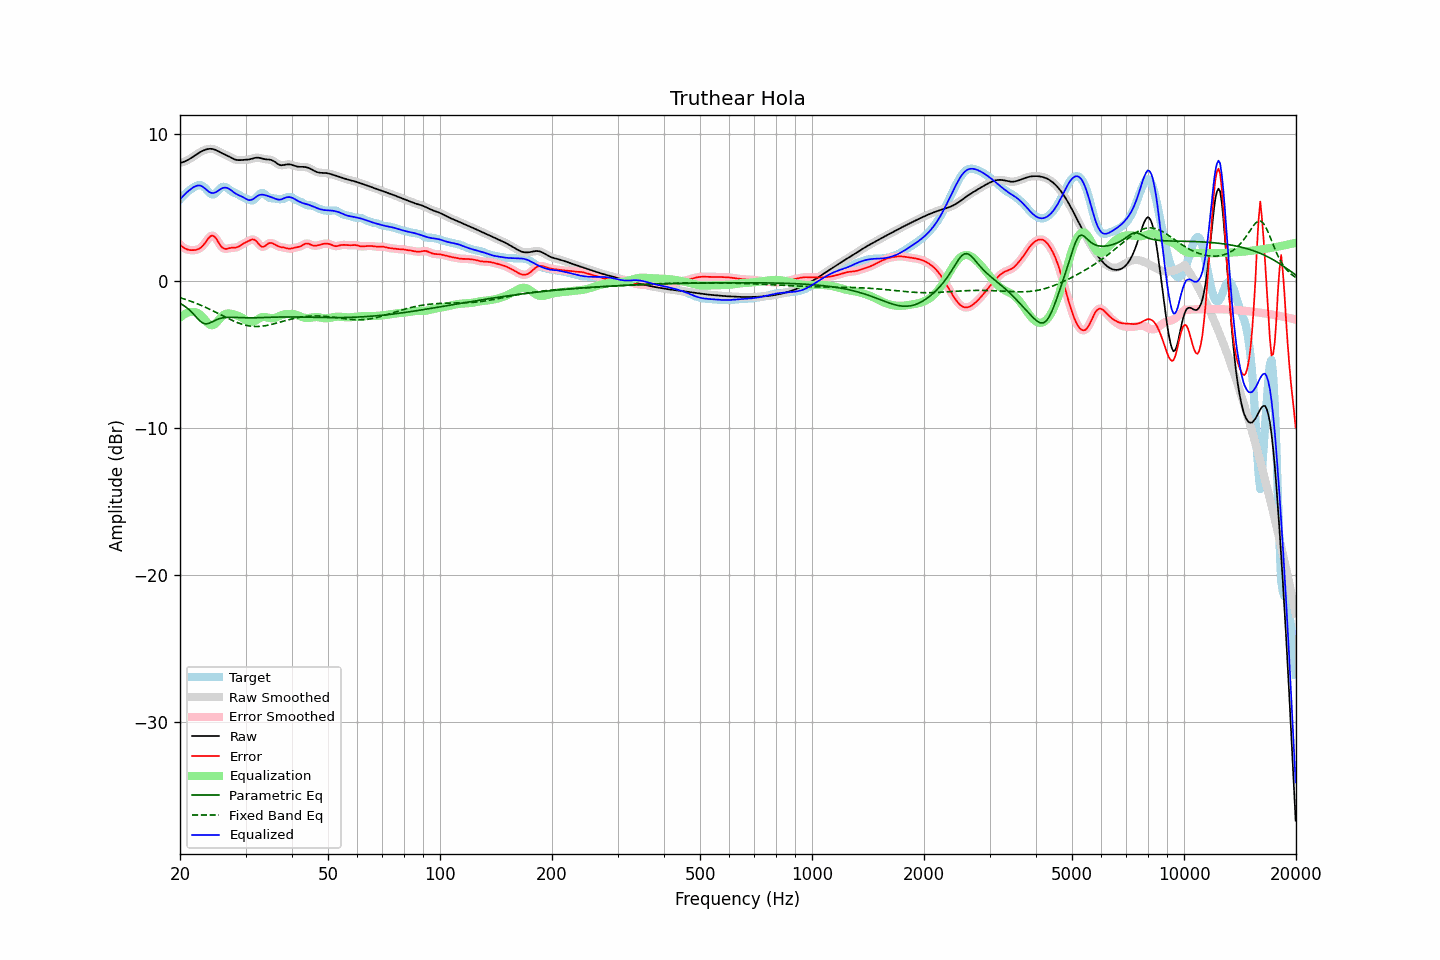 Truthear Hola
10
0
−10
−20
−30
Amplitude (dBr)
Target
Raw Smoothed
Error Smoothed
Raw
Error
Equalization
Parametric Eq
Fixed Band Eq
Equalized
20 50 100 200 500 1000 2000 5000 10000 20000
Frequency (Hz)